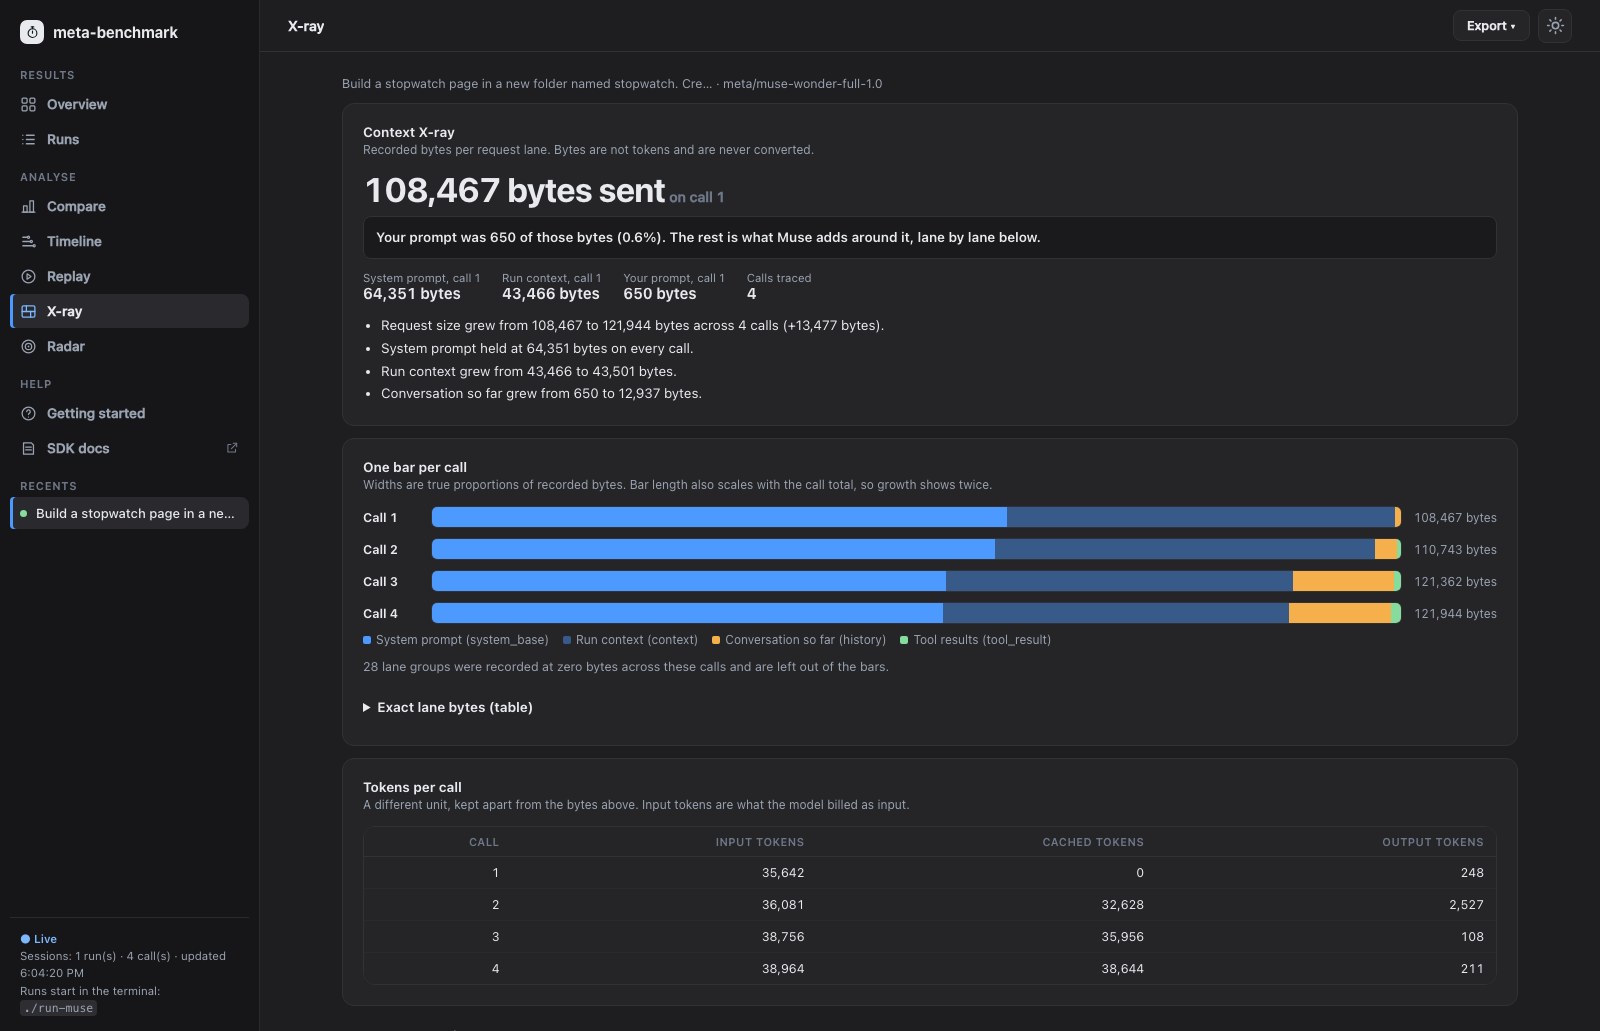 meta-benchmark
RESULTS
Overview
Runs
ANALYSE
Compare
Timeline
Replay
X-ray
Radar
HELP
Getting started
SDK docs
RECENTS
Build a stopwatch page in a ne...
Live
Sessions: 1 run(s) · 4 call(s) · updated
6:04:20 PM
Runs start in the terminal:
./run-muse
X-ray
Export ▾
Build a stopwatch page in a new folder named stopwatch. Cre... · meta/muse-wonder-full-1.0
Context X-ray
Recorded bytes per request lane. Bytes are not tokens and are never converted.
108,467 bytes sent on call 1
Your prompt was 650 of those bytes (0.6%). The rest is what Muse adds around it, lane by lane below.
System prompt, call 1 Run context, call 1 Your prompt, call 1 Calls traced
64,351 bytes 43,466 bytes 650 bytes 4
• Request size grew from 108,467 to 121,944 bytes across 4 calls (+13,477 bytes).
• System prompt held at 64,351 bytes on every call.
• Run context grew from 43,466 to 43,501 bytes.
• Conversation so far grew from 650 to 12,937 bytes.
One bar per call
Widths are true proportions of recorded bytes. Bar length also scales with the call total, so growth shows twice.
Call 1 108,467 bytes
Call 2 110,743 bytes
Call 3 121,362 bytes
Call 4 121,944 bytes
System prompt (system_base) Run context (context) Conversation so far (history) Tool results (tool_result)
28 lane groups were recorded at zero bytes across these calls and are left out of the bars.
▶ Exact lane bytes (table)
Tokens per call
A different unit, kept apart from the bytes above. Input tokens are what the model billed as input.
CALL INPUT TOKENS CACHED TOKENS OUTPUT TOKENS
1 35,642 0 248
2 36,081 32,628 2,527
3 38,756 35,956 108
4 38,964 38,644 211